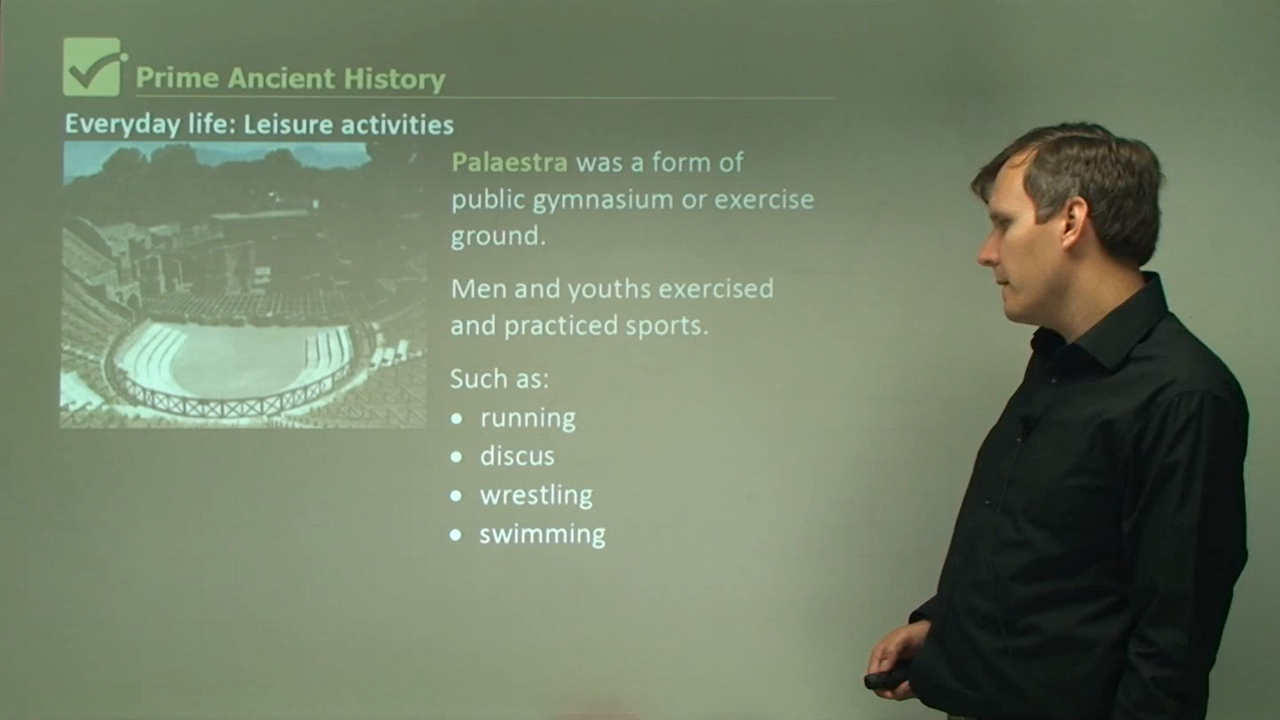 Prime Ancient History
Everyday life: Leisure activities
Palaestra was a form of
public gymnasium or exercise
ground.
Men and youths exercised
and practiced sports.
Such as:
• running
• discus
• wrestling
• swimming